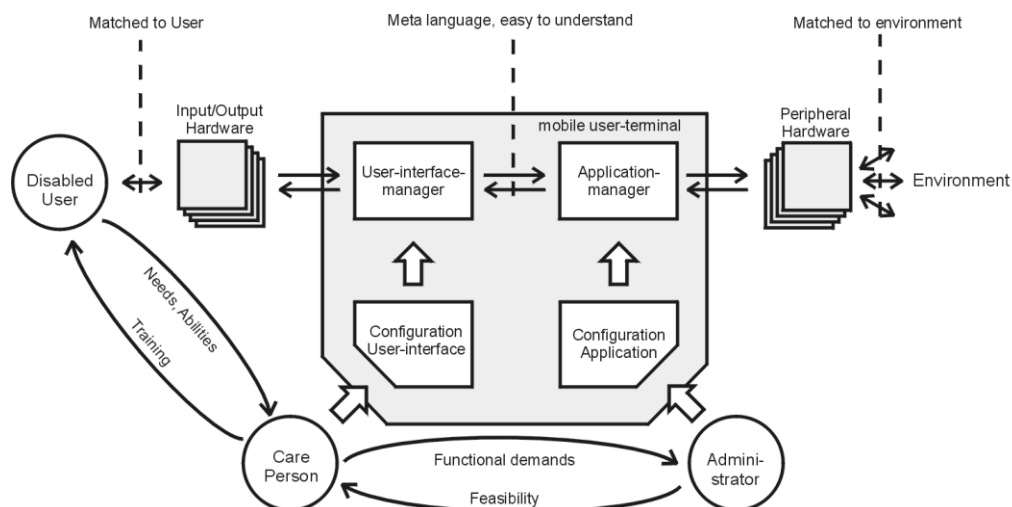 Matched to User
Meta language, easy to understand
Matched to environment
Input/Output
Hardware
mobile user-terminal
Peripheral
Hardware
Disabled
User
User-interface-
manager
Application-
manager
Environment
Needs, Abilities
Training
Configuration
User-interface
Configuration
Application
Care
Person
Functional demands
Feasibility
Admini-
strator